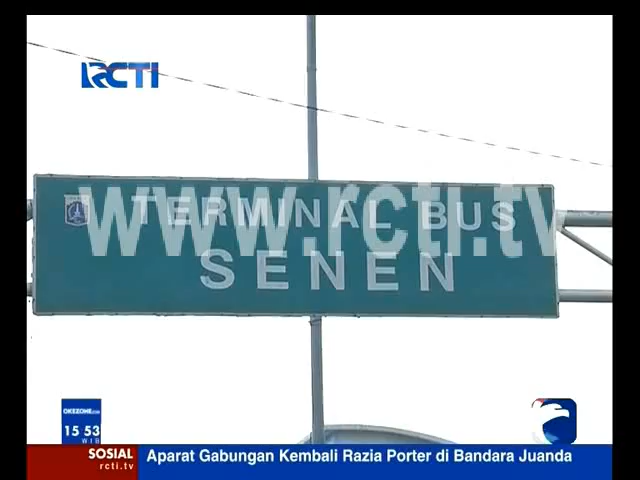 RCTI
TERMINAL BUS
SENEN
www.rcti.tv
OKEZONE.com
15 53
WIB
SOSIAL
rcti.tv
Aparat Gabungan Kembali Razia Porter di Bandara Juanda